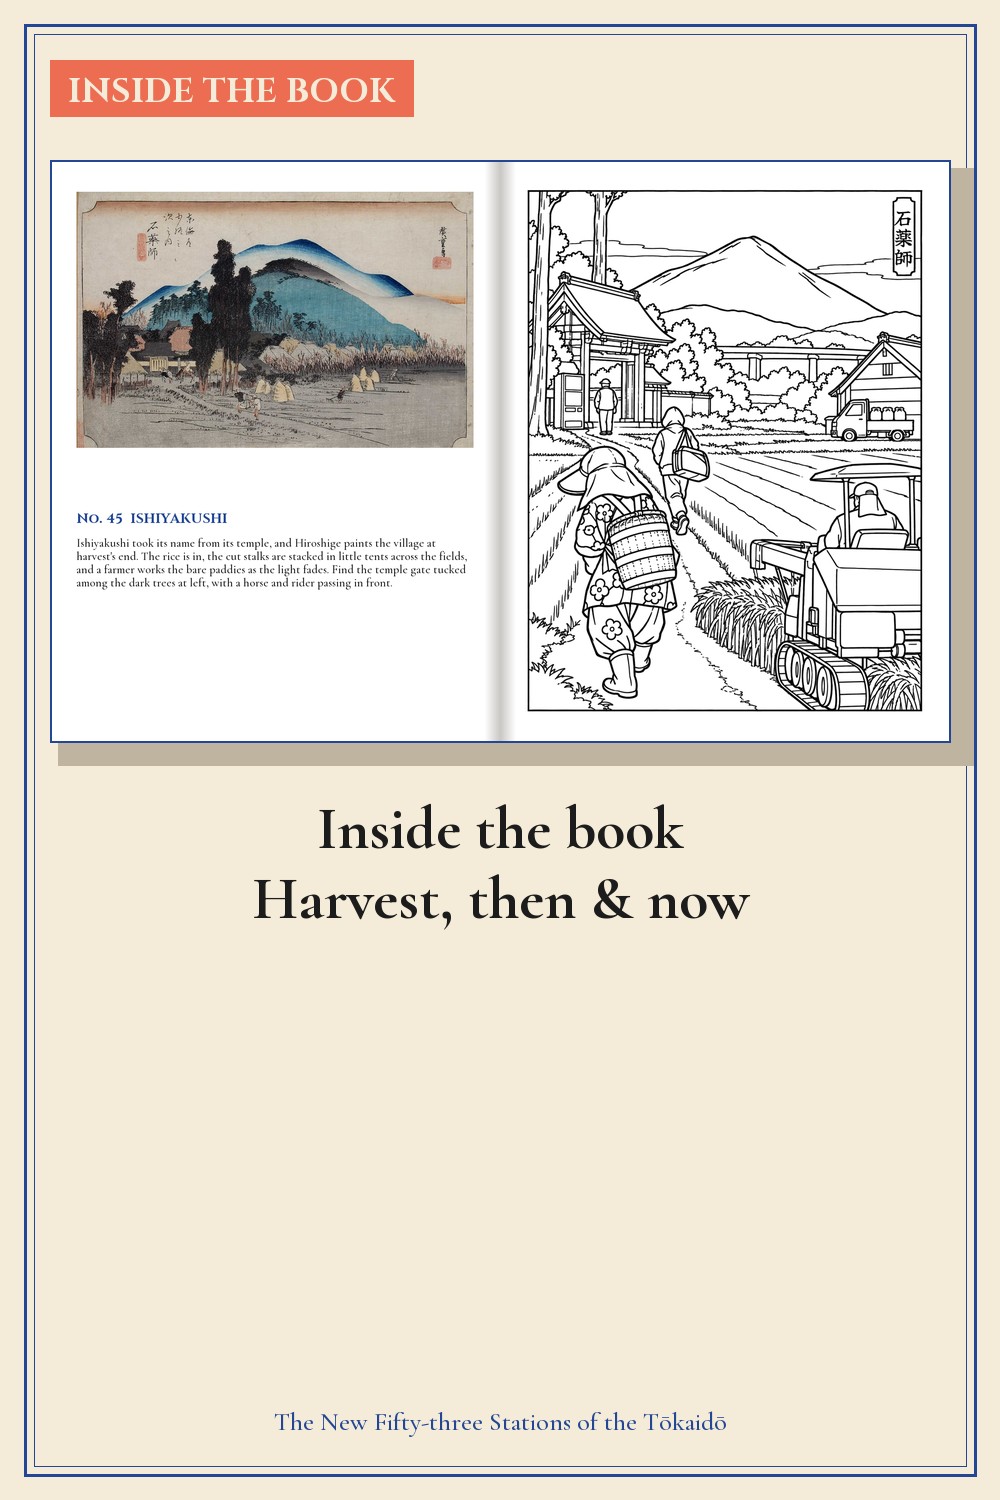 INSIDE THE BOOK
石薬師
No. 45 ISHIYAKUSHI
Ishiyakushi took its name from its temple, and Hiroshige paints the village at
harvest's end. The rice is in, the cut stalks are stacked in little tents across the fields,
and a farmer works the bare paddies as the light fades. Find the temple gate tucked
among the dark trees at left, with a horse and rider passing in front.
石薬師
Inside the book
Harvest, then & now
The New Fifty-three Stations of the Tōkaidō